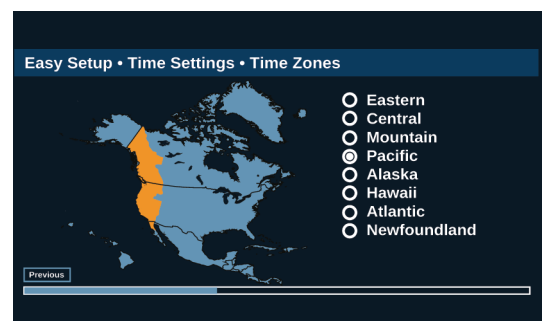 Easy Setup • Time Settings • Time Zones
Eastern
Central
Mountain
Pacific
Alaska
Hawaii
Atlantic
Newfoundland
Previous